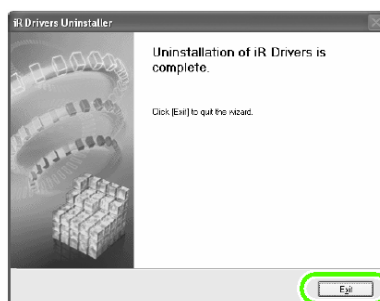 iR Drivers Uninstaller
Uninstallation of iR Drivers is
complete.
Click [Exit] to quit the wizard.
Exit